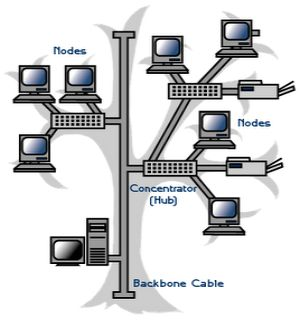 Nodes
Nodes
Concentrator
(Hub)
Backbone Cable